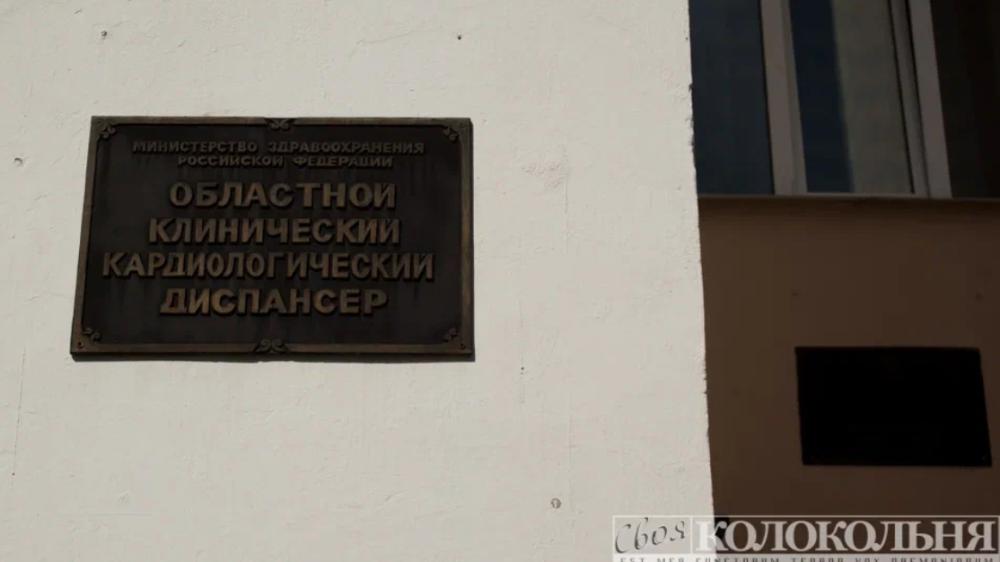 МИНИСТЕРСТВО ЗДРАВООХРАНЕНИЯ
РОССИЙСКОЙ ФЕДЕРАЦИИ
ОБЛАСТНОЙ
КЛИНИЧЕСКИЙ
КАРДИОЛОГИЧЕСКИЙ
ДИСПАНСЕР
своя КОЛОКОЛЬНЯ